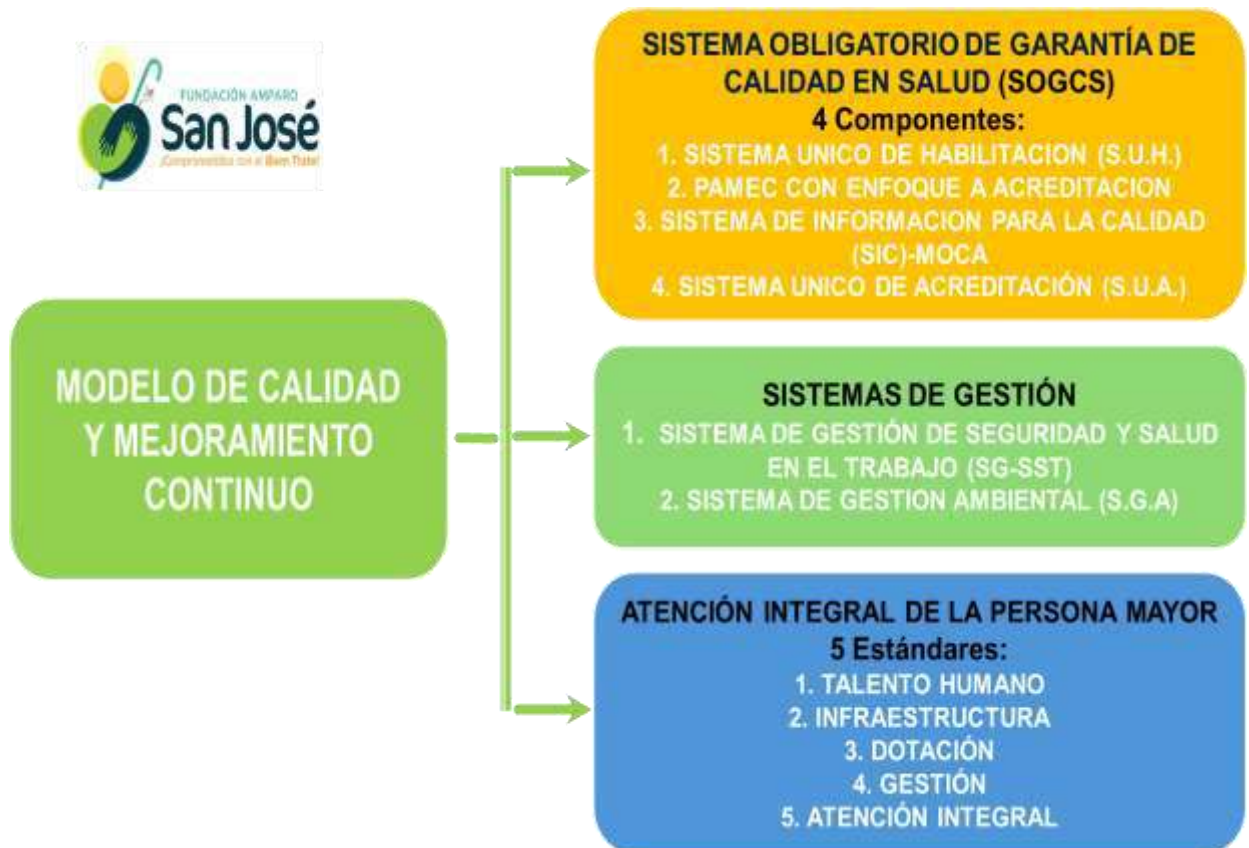 FUNDACIÓN AMPARO
San José
¡Comprometidos con el Buen Trato!
MODELO DE CALIDAD
Y MEJORAMIENTO
CONTINUO
SISTEMA OBLIGATORIO DE GARANTÍA DE
CALIDAD EN SALUD (SOGCS)
4 Componentes:
1. SISTEMA UNICO DE HABILITACION (S.U.H.)
2. PAMEC CON ENFOQUE A ACREDITACION
3. SISTEMA DE INFORMACION PARA LA CALIDAD
(SIC)-MOCA
4. SISTEMA UNICO DE ACREDITACIÓN (S.U.A.)
SISTEMAS DE GESTIÓN
1. SISTEMA DE GESTIÓN DE SEGURIDAD Y SALUD
EN EL TRABAJO (SG-SST)
2. SISTEMA DE GESTION AMBIENTAL (S.G.A)
ATENCIÓN INTEGRAL DE LA PERSONA MAYOR
5 Estándares:
1. TALENTO HUMANO
2. INFRAESTRUCTURA
3. DOTACIÓN
4. GESTIÓN
5. ATENCIÓN INTEGRAL